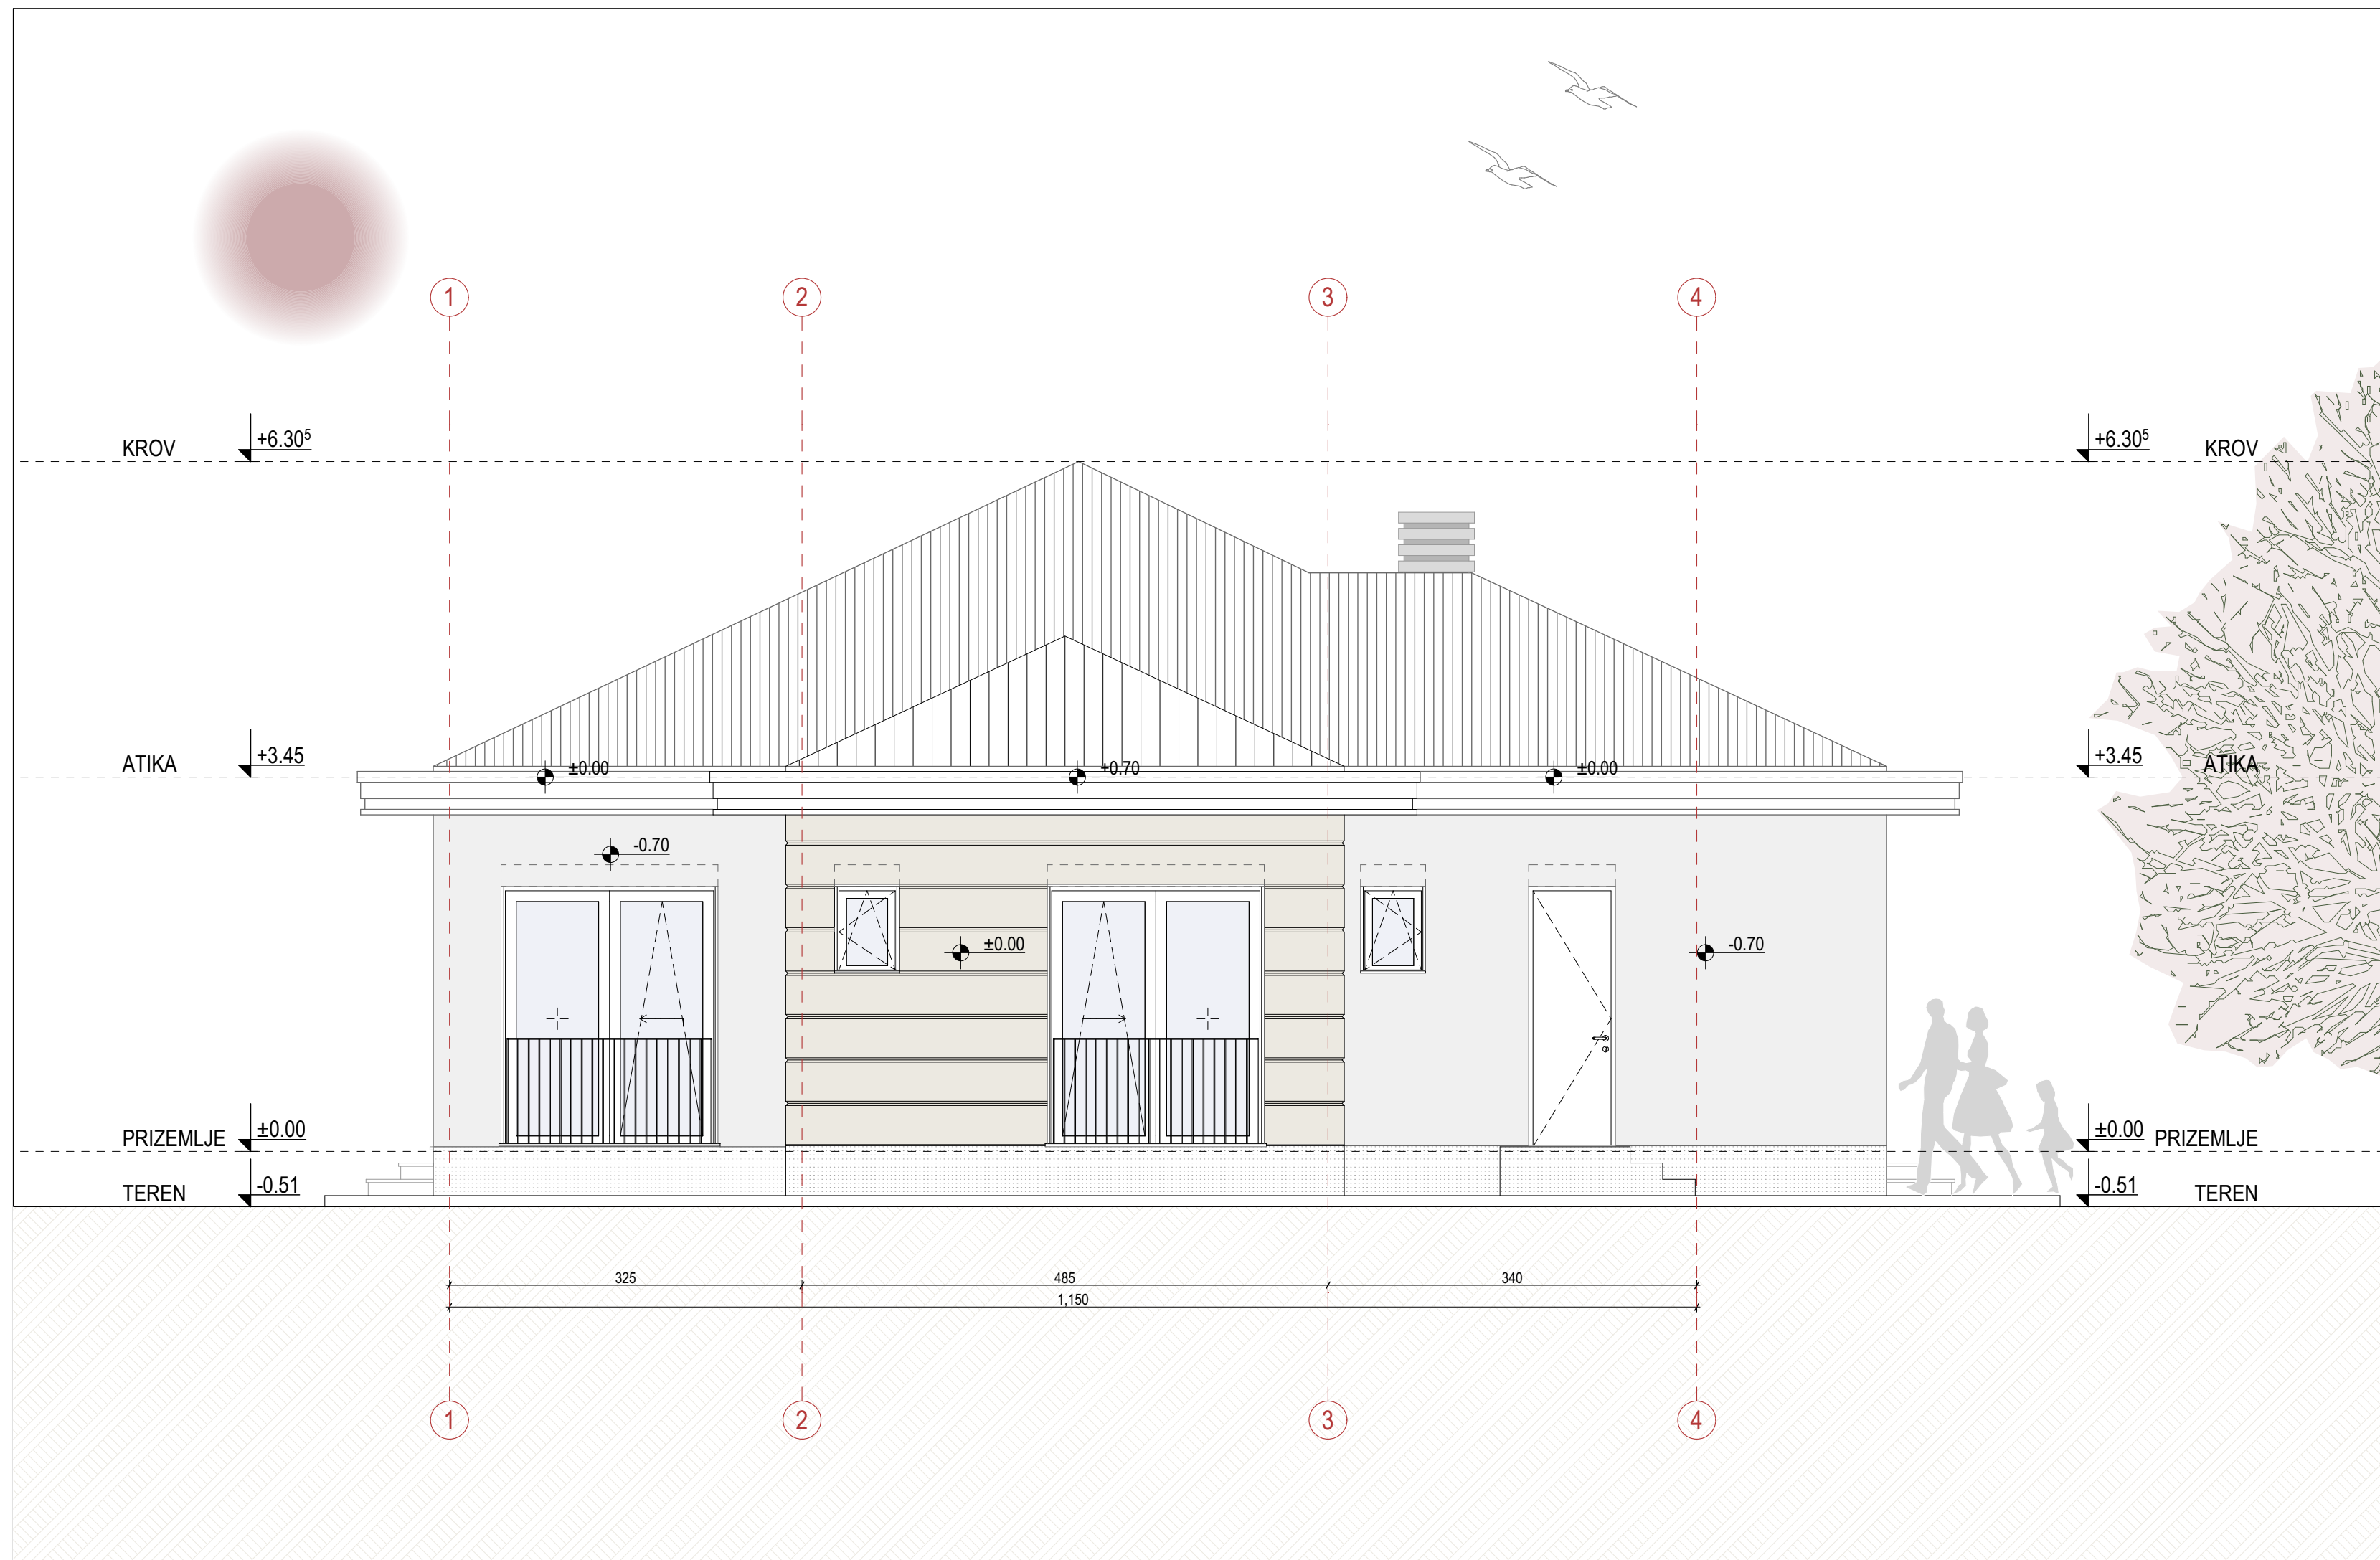 1 2 3 4
KROV +6.30⁵ +6.30⁵ KROV
ATIKA +3.45 +3.45 ATIKA
±0.00 +0.70 ±0.00
-0.70
±0.00 -0.70
PRIZEMLJE ±0.00 ±0.00 PRIZEMLJE
TEREN -0.51 -0.51 TEREN
325 485 340
1,150
1 2 3 4